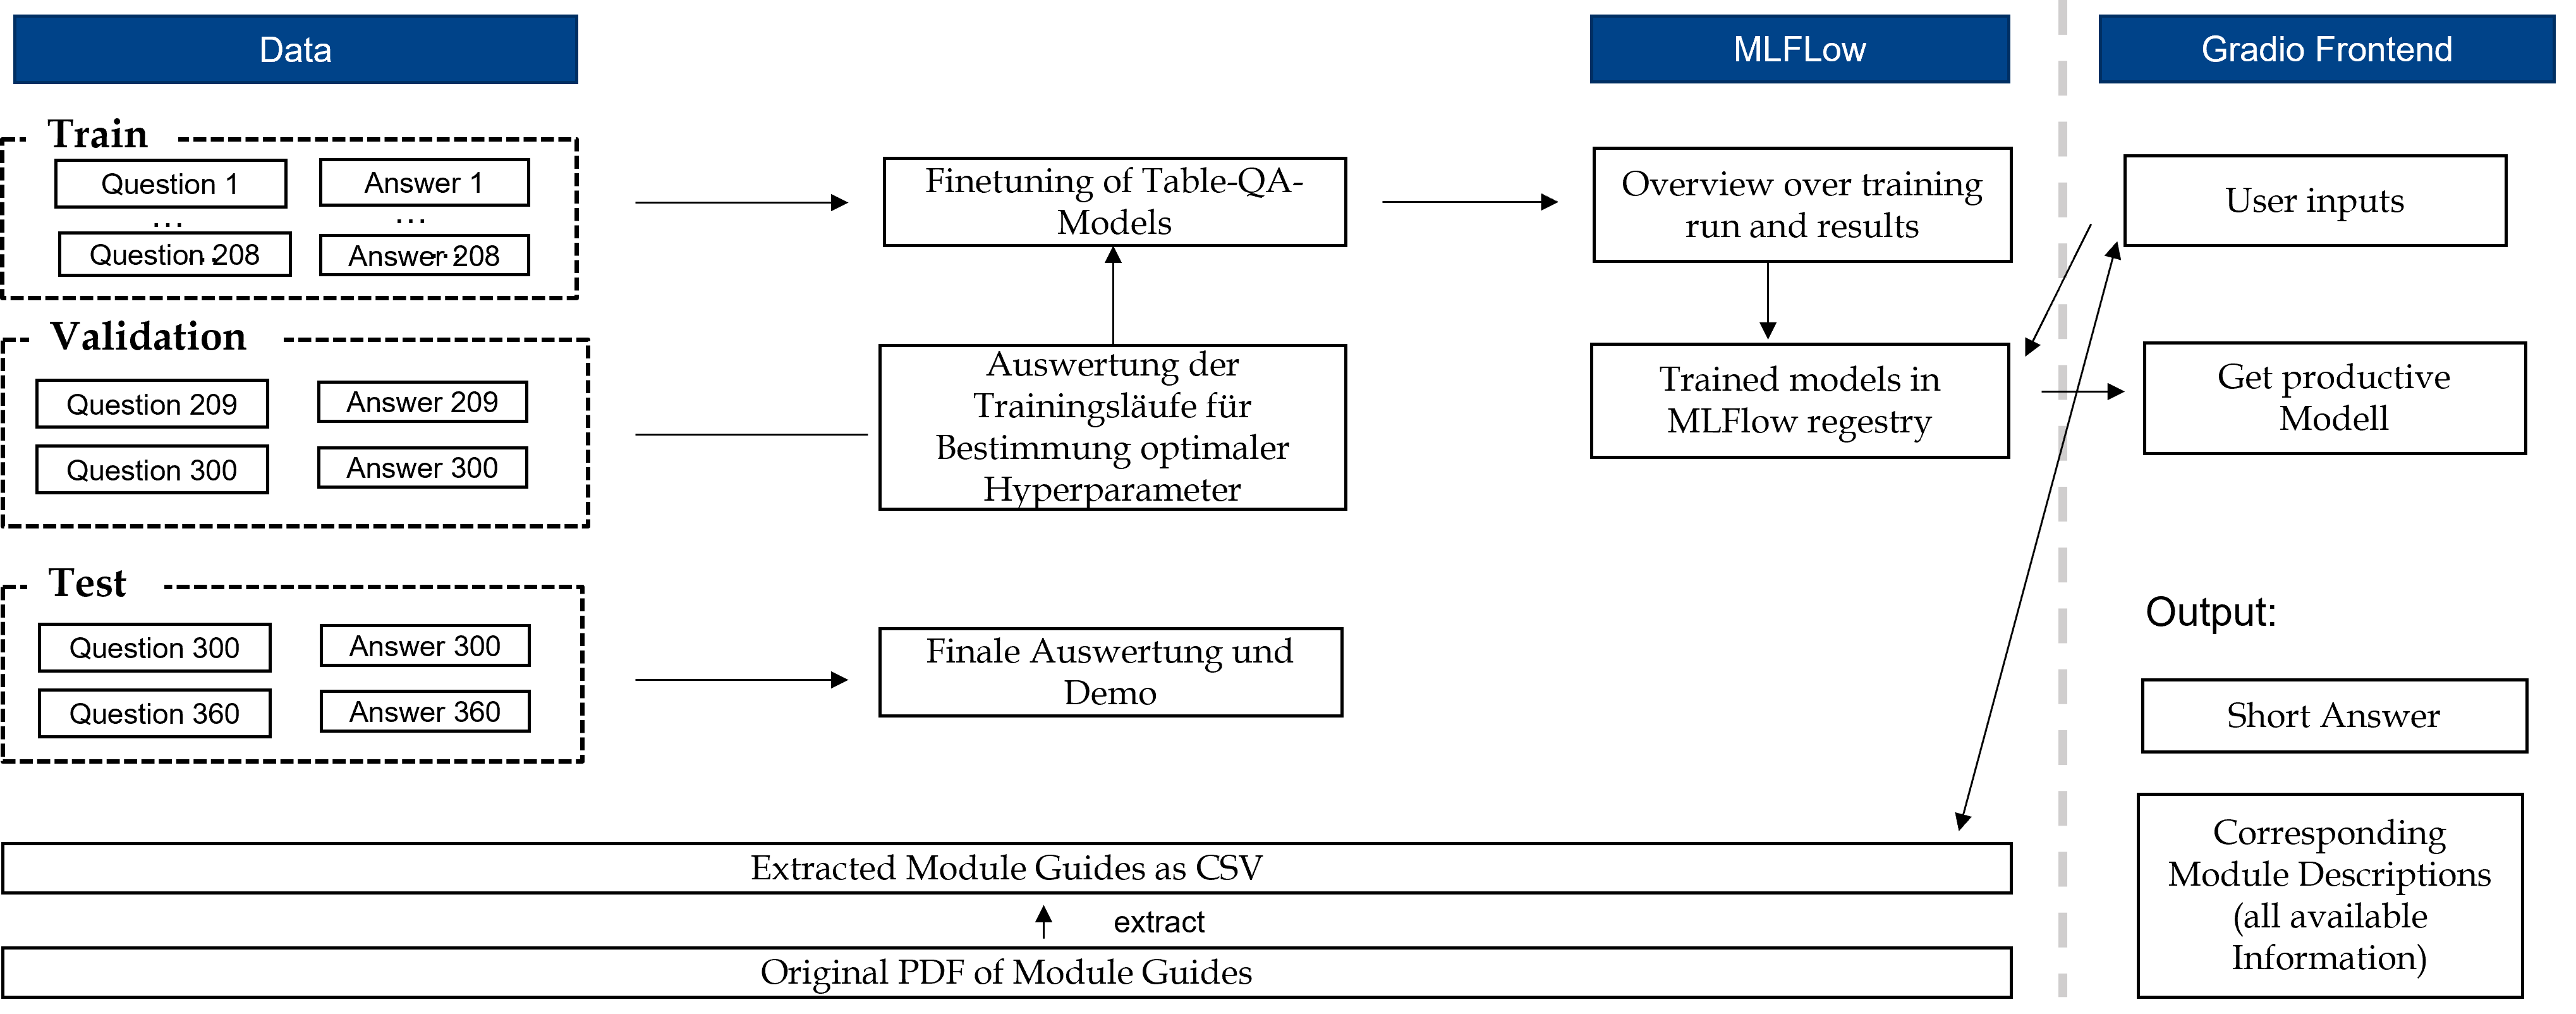 Data
MLFLow
Gradio Frontend
Train
Question 1
Answer 1
...
...
Question 208
Answer 208
Validation
Question 209
Answer 209
Question 300
Answer 300
Test
Question 300
Answer 300
Question 360
Answer 360
Finetuning of Table-QA-
Models
Auswertung der
Trainingsläufe für
Bestimmung optimaler
Hyperparameter
Finale Auswertung und
Demo
Overview over training
run and results
Trained models in
MLFlow regestry
User inputs
Get productive
Modell
Output:
Short Answer
Corresponding
Module Descriptions
(all available
Information)
Extracted Module Guides as CSV
extract
Original PDF of Module Guides